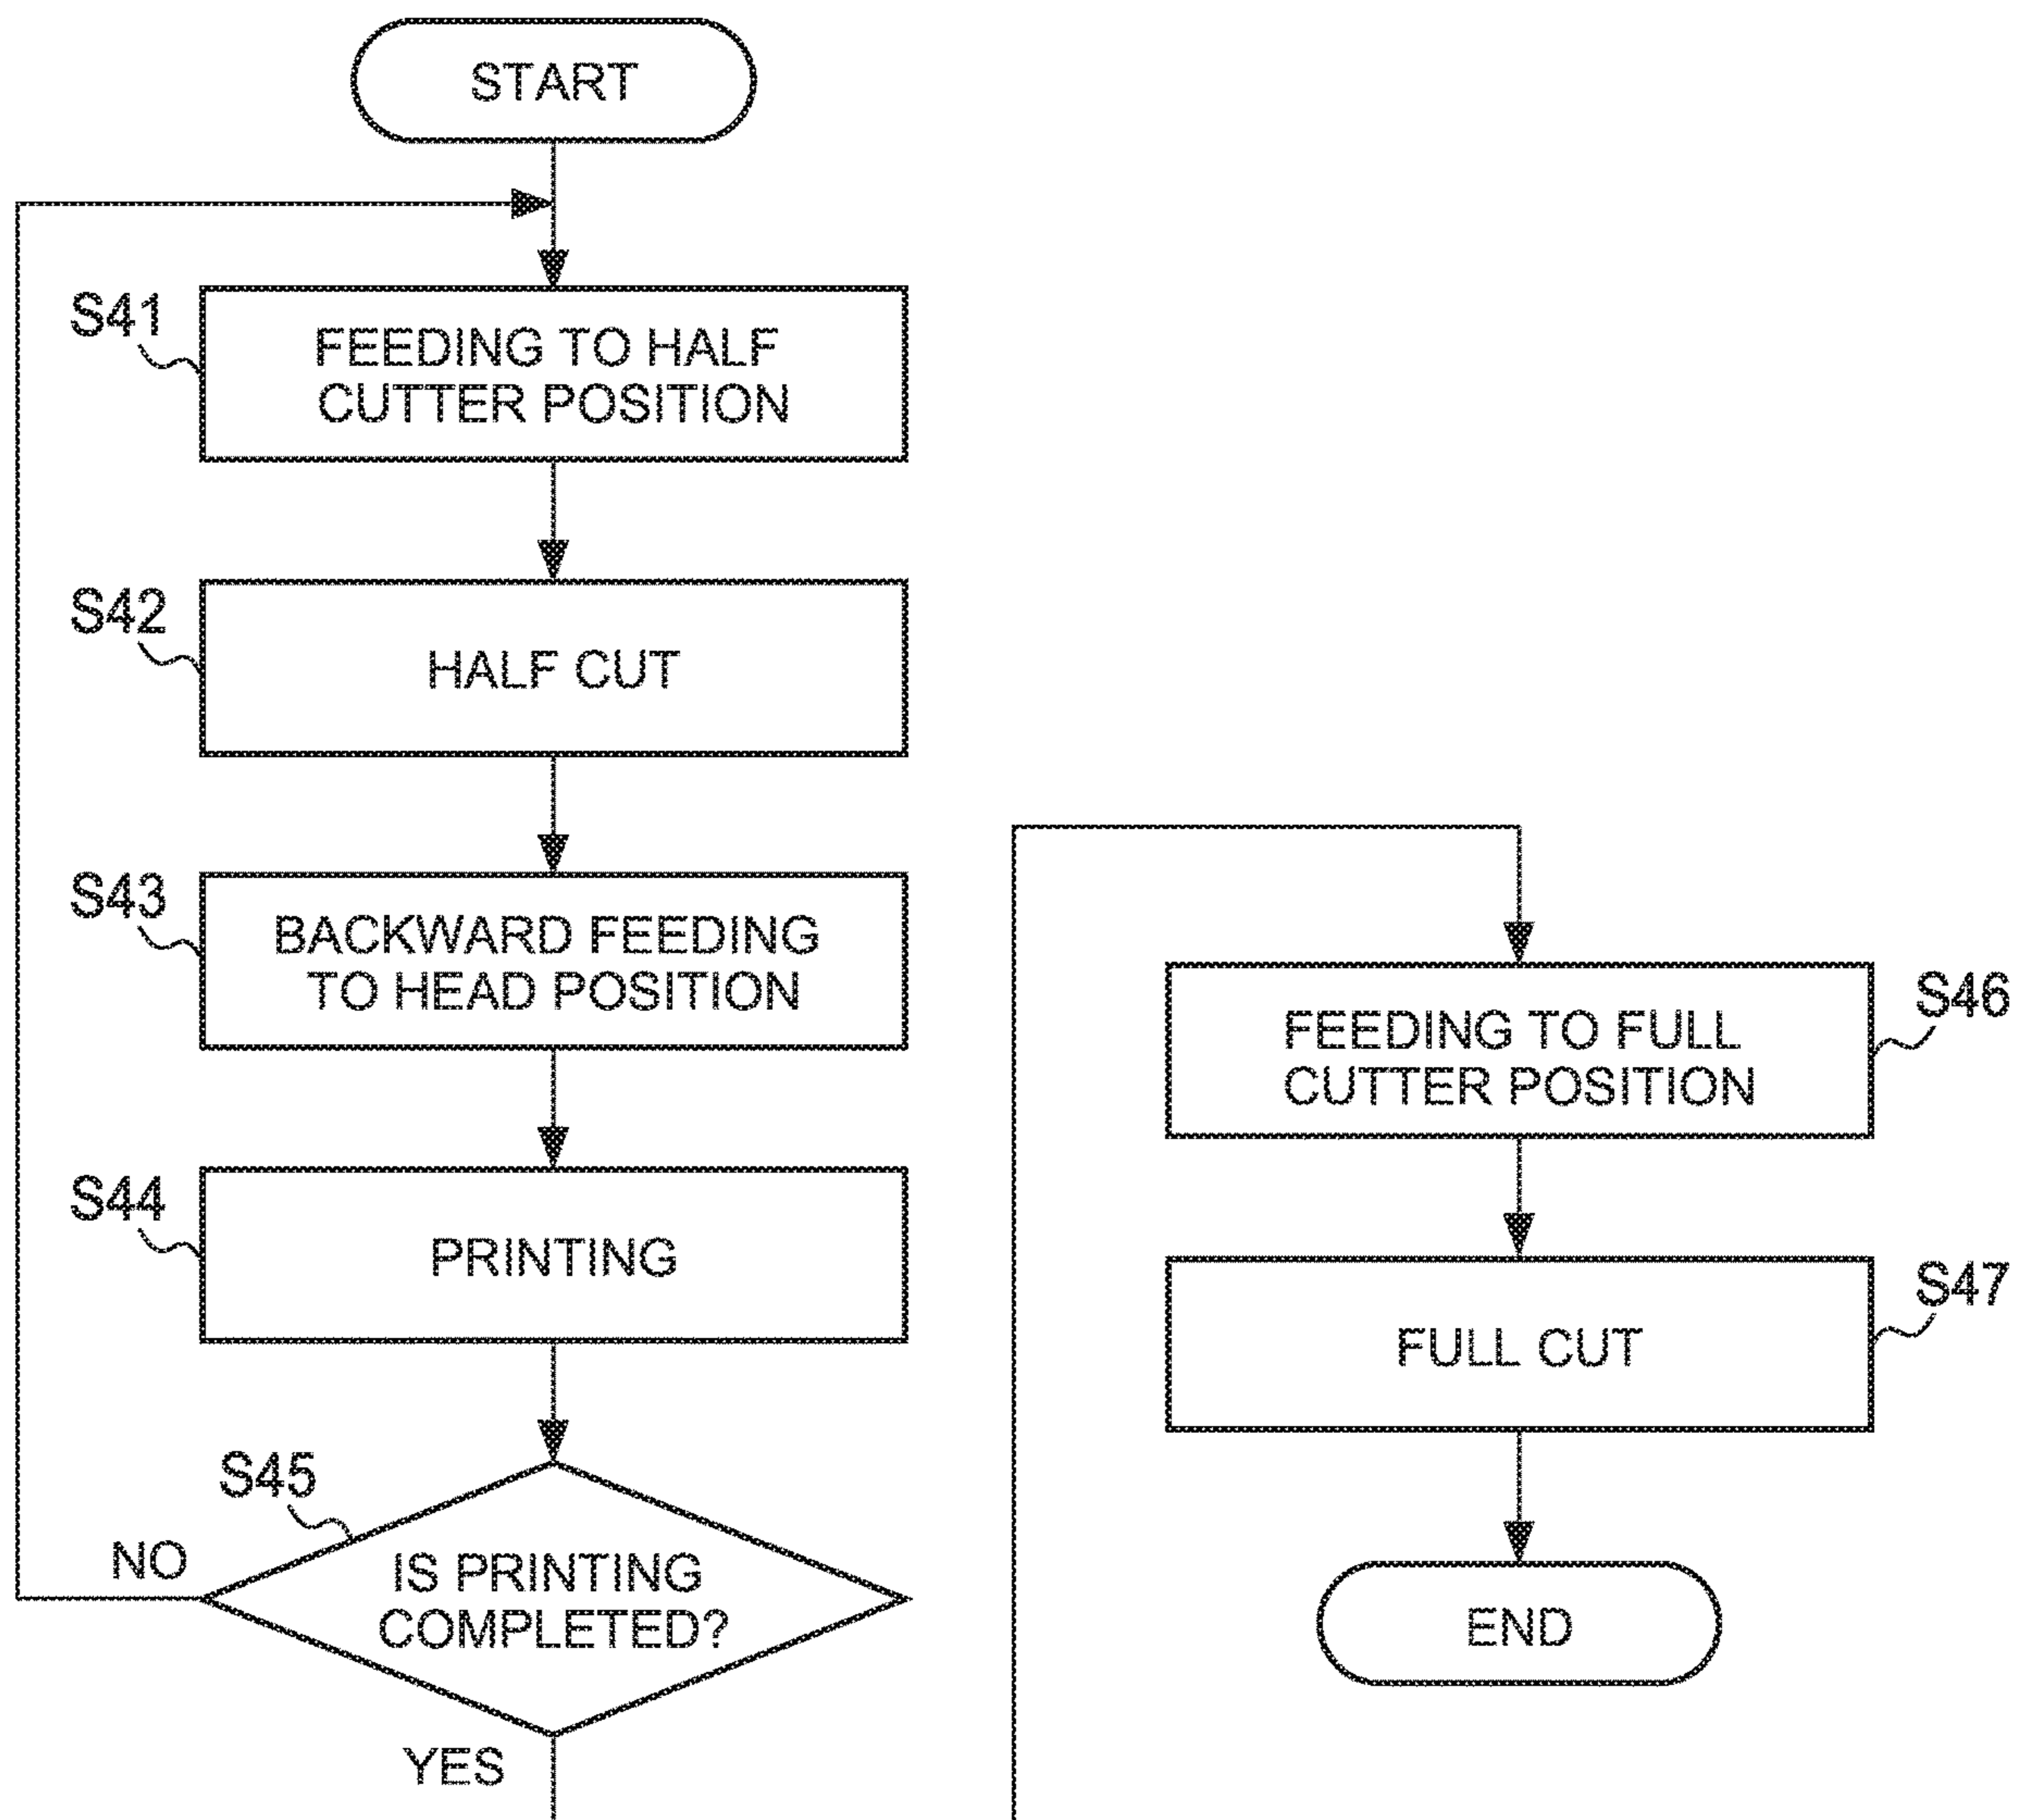 START
S41
FEEDING TO HALF
CUTTER POSITION
S42
HALF CUT
S43
BACKWARD FEEDING
TO HEAD POSITION
S44
PRINTING
S45
NO
IS PRINTING
COMPLETED?
YES
S46
FEEDING TO FULL
CUTTER POSITION
S47
FULL CUT
END